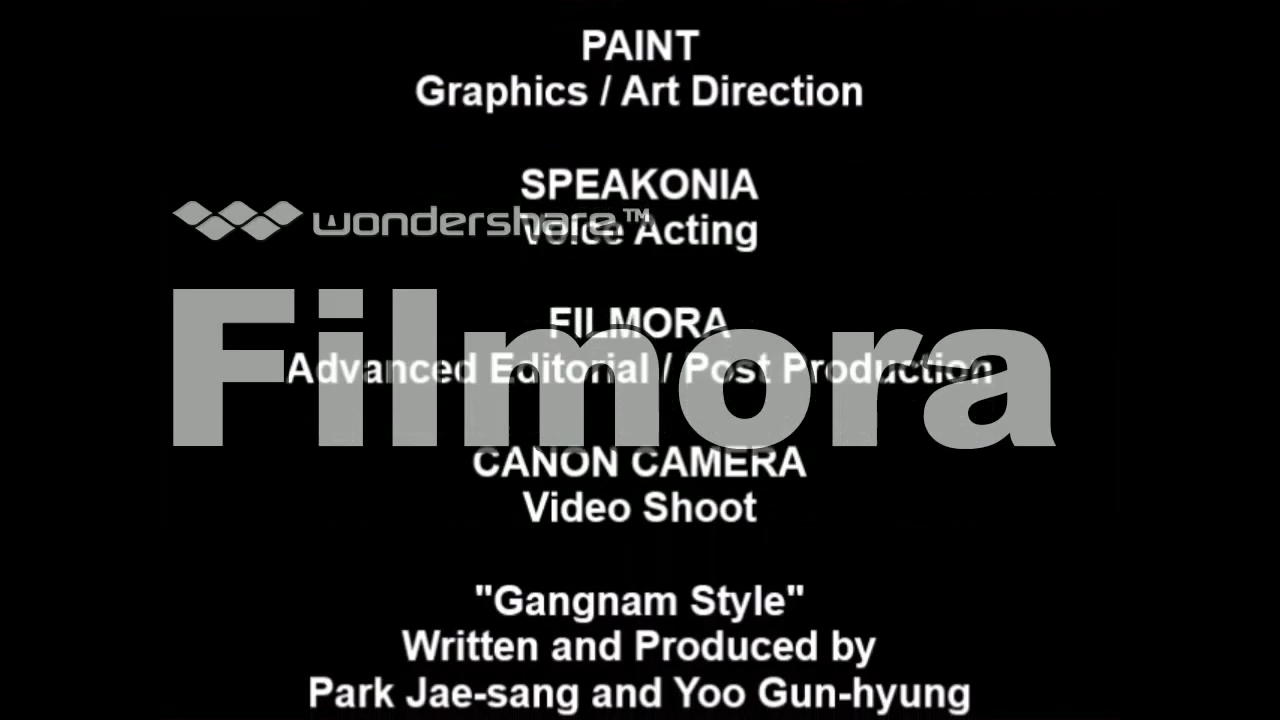 PAINT
Graphics / Art Direction
SPEAKONIA
wondershare™
Voice Acting
Filmora
FILMORA
Advanced Editorial / Post Production
CANON CAMERA
Video Shoot
"Gangnam Style"
Written and Produced by
Park Jae-sang and Yoo Gun-hyung